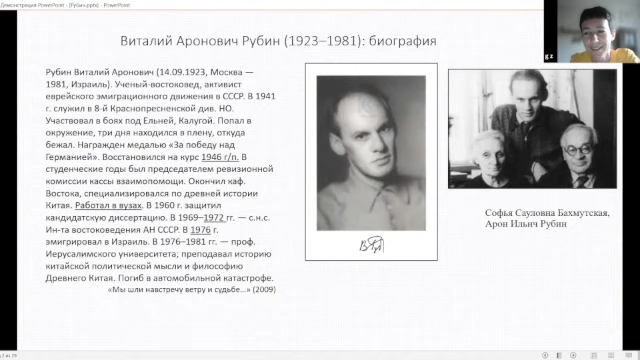 Демонстрация PowerPoint - [Рубин.pptx] - PowerPoint
Виталий Аронович Рубин (1923–1981): биография
Рубин Виталий Аронович (14.09.1923, Москва —
1981, Израиль). Ученый-востоковед, активист
еврейского эмиграционного движения в СССР. В 1941
г. служил в 8-й Краснопресненской див. НО.
Участвовал в боях под Ельней, Калугой. Попал в
окружение, три дня находился в плену, откуда
бежал. Награжден медалью «За победу над
Германией». Восстановился на курс 1946 г/п. В
студенческие годы был председателем ревизионной
комиссии кассы взаимопомощи. Окончил каф.
Востока, специализировался по древней истории
Китая. Работал в вузах. В 1960 г. защитил
кандидатскую диссертацию. В 1969–1972 гг. — с.н.с.
Ин-та востоковедения АН СССР. В 1976 г.
эмигрировал в Израиль. В 1976–1981 гг. — проф.
Иерусалимского университета; преподавал историю
китайской политической мысли и философию
Древнего Китая. Погиб в автомобильной катастрофе.
«Мы шли навстречу ветру и судьбе...» (2009)
Софья Сауловна Бахмутская,
Арон Ильич Рубин
g z